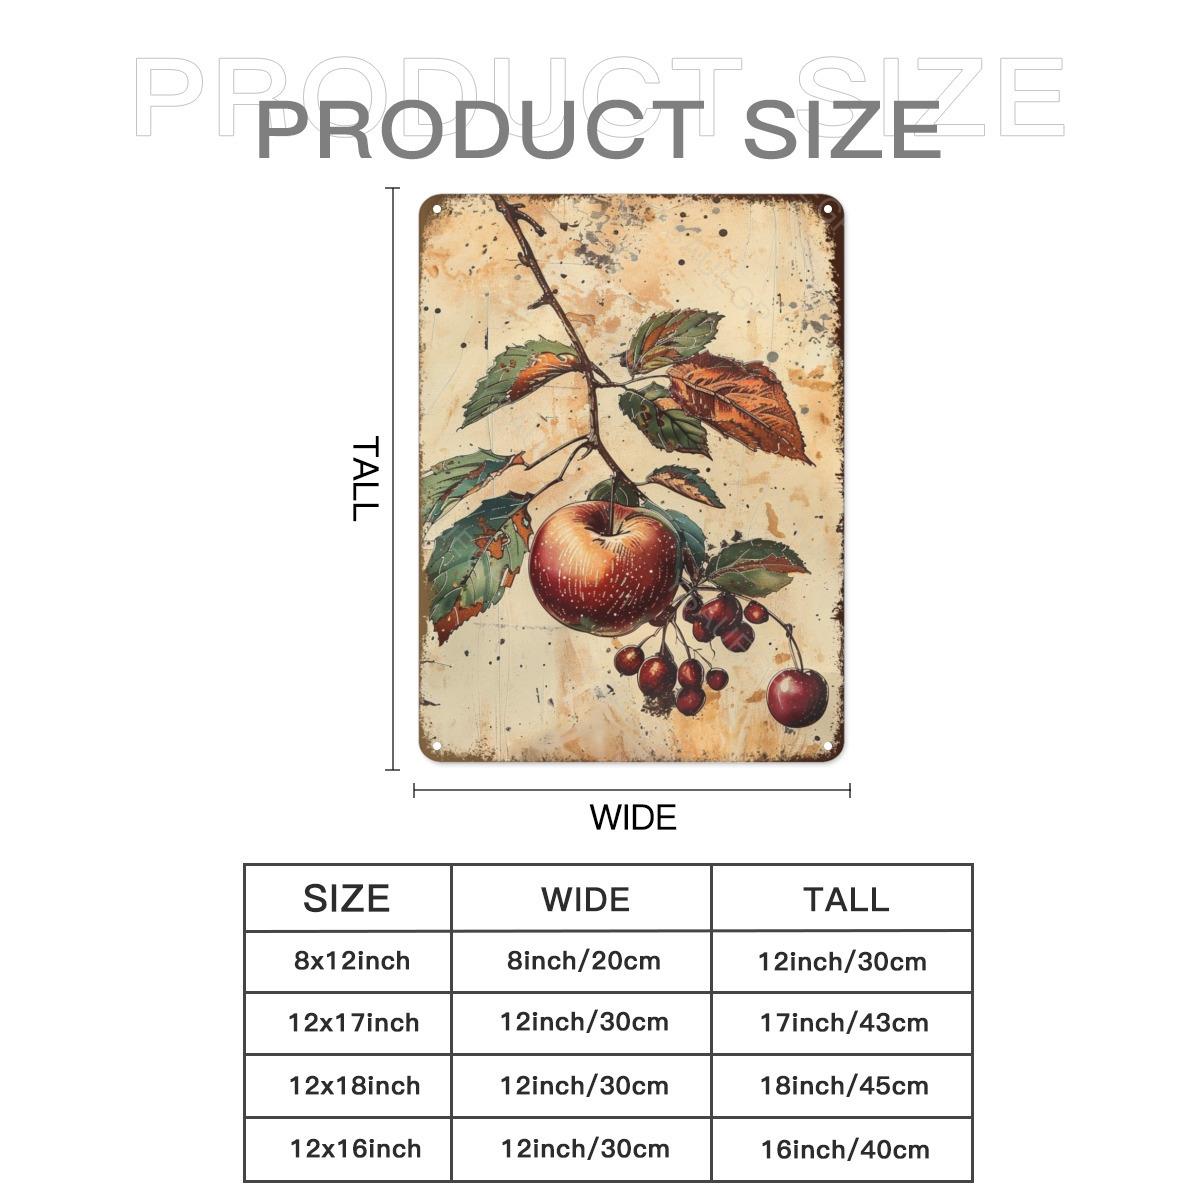 PRODUCT SIZE
PRODUCT SIZE
TALL
WIDE
SIZE WIDE TALL
8x12inch 8inch/20cm 12inch/30cm
12x17inch 12inch/30cm 17inch/43cm
12x18inch 12inch/30cm 18inch/45cm
12x16inch 12inch/30cm 16inch/40cm